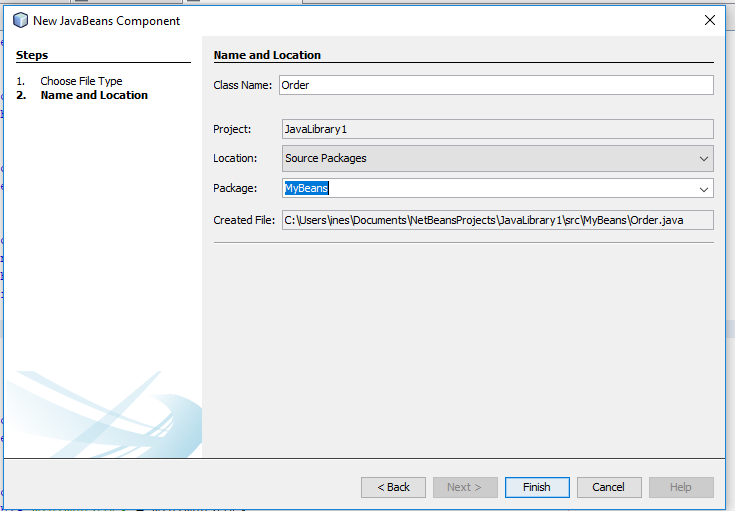 New JavaBeans Component
Steps
1. Choose File Type
2. Name and Location
Name and Location
Class Name: Order
Project: JavaLibrary1
Location: Source Packages
Package: MyBeans
Created File: C:\Users\ines\Documents\NetBeansProjects\JavaLibrary1\src\MyBeans\Order.java
< Back
Next >
Finish
Cancel
Help